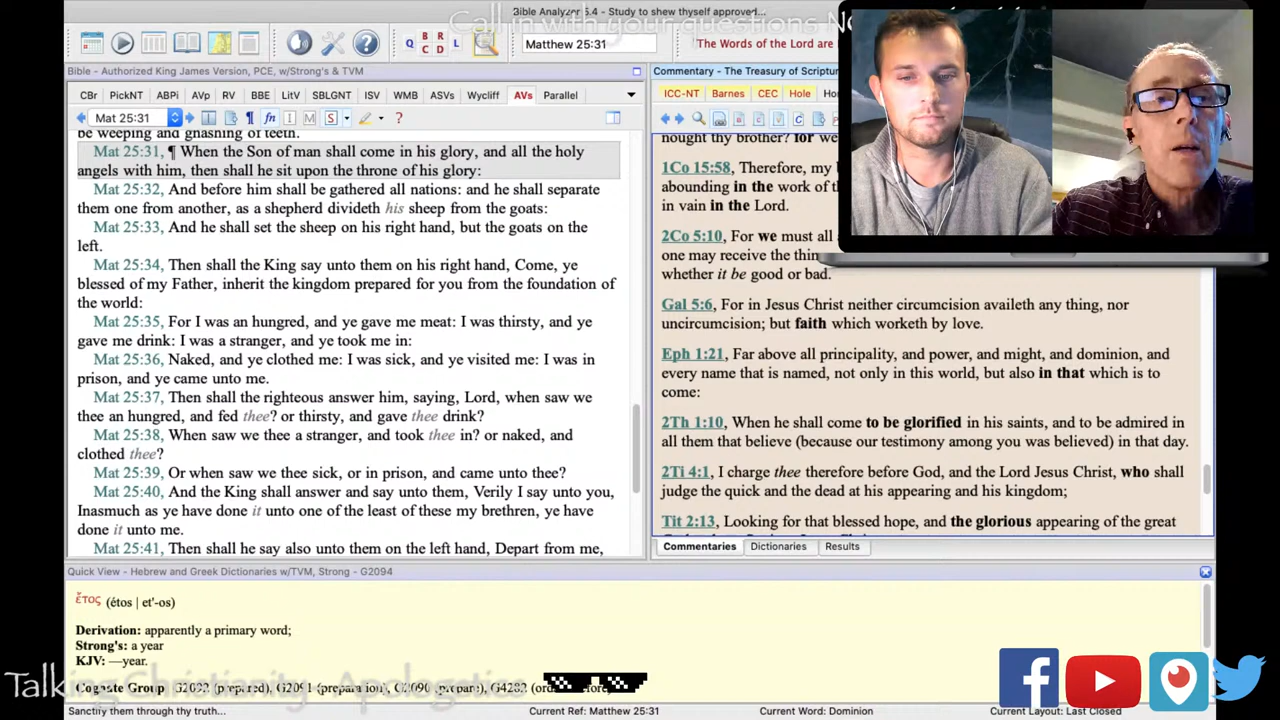 Bible Analyzer 5.4 - Study to shew thyself approved...
Call in with your questions
B R
Q L
C D
Matthew 25:31
"The Words of the Lord are
Bible - Authorized King James Version, PCE, w/Strong's & TVM
CBr PickNT ABPi AVp RV BBE LitV SBLGNT ISV WMB ASVs Wycliff AVs Parallel
Mat 25:31 ¶ fn I M S ?
be weeping and gnashing of teeth.
Mat 25:31, ¶ When the Son of man shall come in his glory, and all the holy
angels with him, then shall he sit upon the throne of his glory:
Mat 25:32, And before him shall be gathered all nations: and he shall separate
them one from another, as a shepherd divideth his sheep from the goats:
Mat 25:33, And he shall set the sheep on his right hand, but the goats on the
left.
Mat 25:34, Then shall the King say unto them on his right hand, Come, ye
blessed of my Father, inherit the kingdom prepared for you from the foundation of
the world:
Mat 25:35, For I was an hungred, and ye gave me meat: I was thirsty, and ye
gave me drink: I was a stranger, and ye took me in:
Mat 25:36, Naked, and ye clothed me: I was sick, and ye visited me: I was in
prison, and ye came unto me.
Mat 25:37, Then shall the righteous answer him, saying, Lord, when saw we
thee an hungred, and fed thee? or thirsty, and gave thee drink?
Mat 25:38, When saw we thee a stranger, and took thee in? or naked, and
clothed thee?
Mat 25:39, Or when saw we thee sick, or in prison, and came unto thee?
Mat 25:40, And the King shall answer and say unto them, Verily I say unto you,
Inasmuch as ye have done it unto one of the least of these my brethren, ye have
done it unto me.
Mat 25:41, Then shall he say also unto them on the left hand, Depart from me,
Commentary - The Treasury of Scripture
ICC-NT Barnes CEC Hole
nought thy brother? for we
1Co 15:58, Therefore, my
abounding in the work of
in vain in the Lord.
2Co 5:10, For we must all
one may receive the
whether it be good or bad.
Gal 5:6, For in Jesus Christ neither circumcision availeth any thing, nor
uncircumcision; but faith which worketh by love.
Eph 1:21, Far above all principality, and power, and might, and dominion, and
every name that is named, not only in this world, but also in that which is to
come:
2Th 1:10, When he shall come to be glorified in his saints, and to be admired in
all them that believe (because our testimony among you was believed) in that day.
2Ti 4:1, I charge thee therefore before God, and the Lord Jesus Christ, who shall
judge the quick and the dead at his appearing and his kingdom;
Tit 2:13, Looking for that blessed hope, and the glorious appearing of the great
Commentaries Dictionaries Results
Quick View - Hebrew and Greek Dictionaries w/TVM, Strong - G2094
ἔτος (étos | et'-os)
Derivation: apparently a primary word;
Strong's: a year
KJV: —year.
Cognate Group G2092 (prepared), G2091 (preparation), G2090 (prepare), G4282
Talking Christianity Apologetics
Sanctify them through thy truth... Current Ref: Matthew 25:31 Current Word: Dominion Current Layout: Last Closed